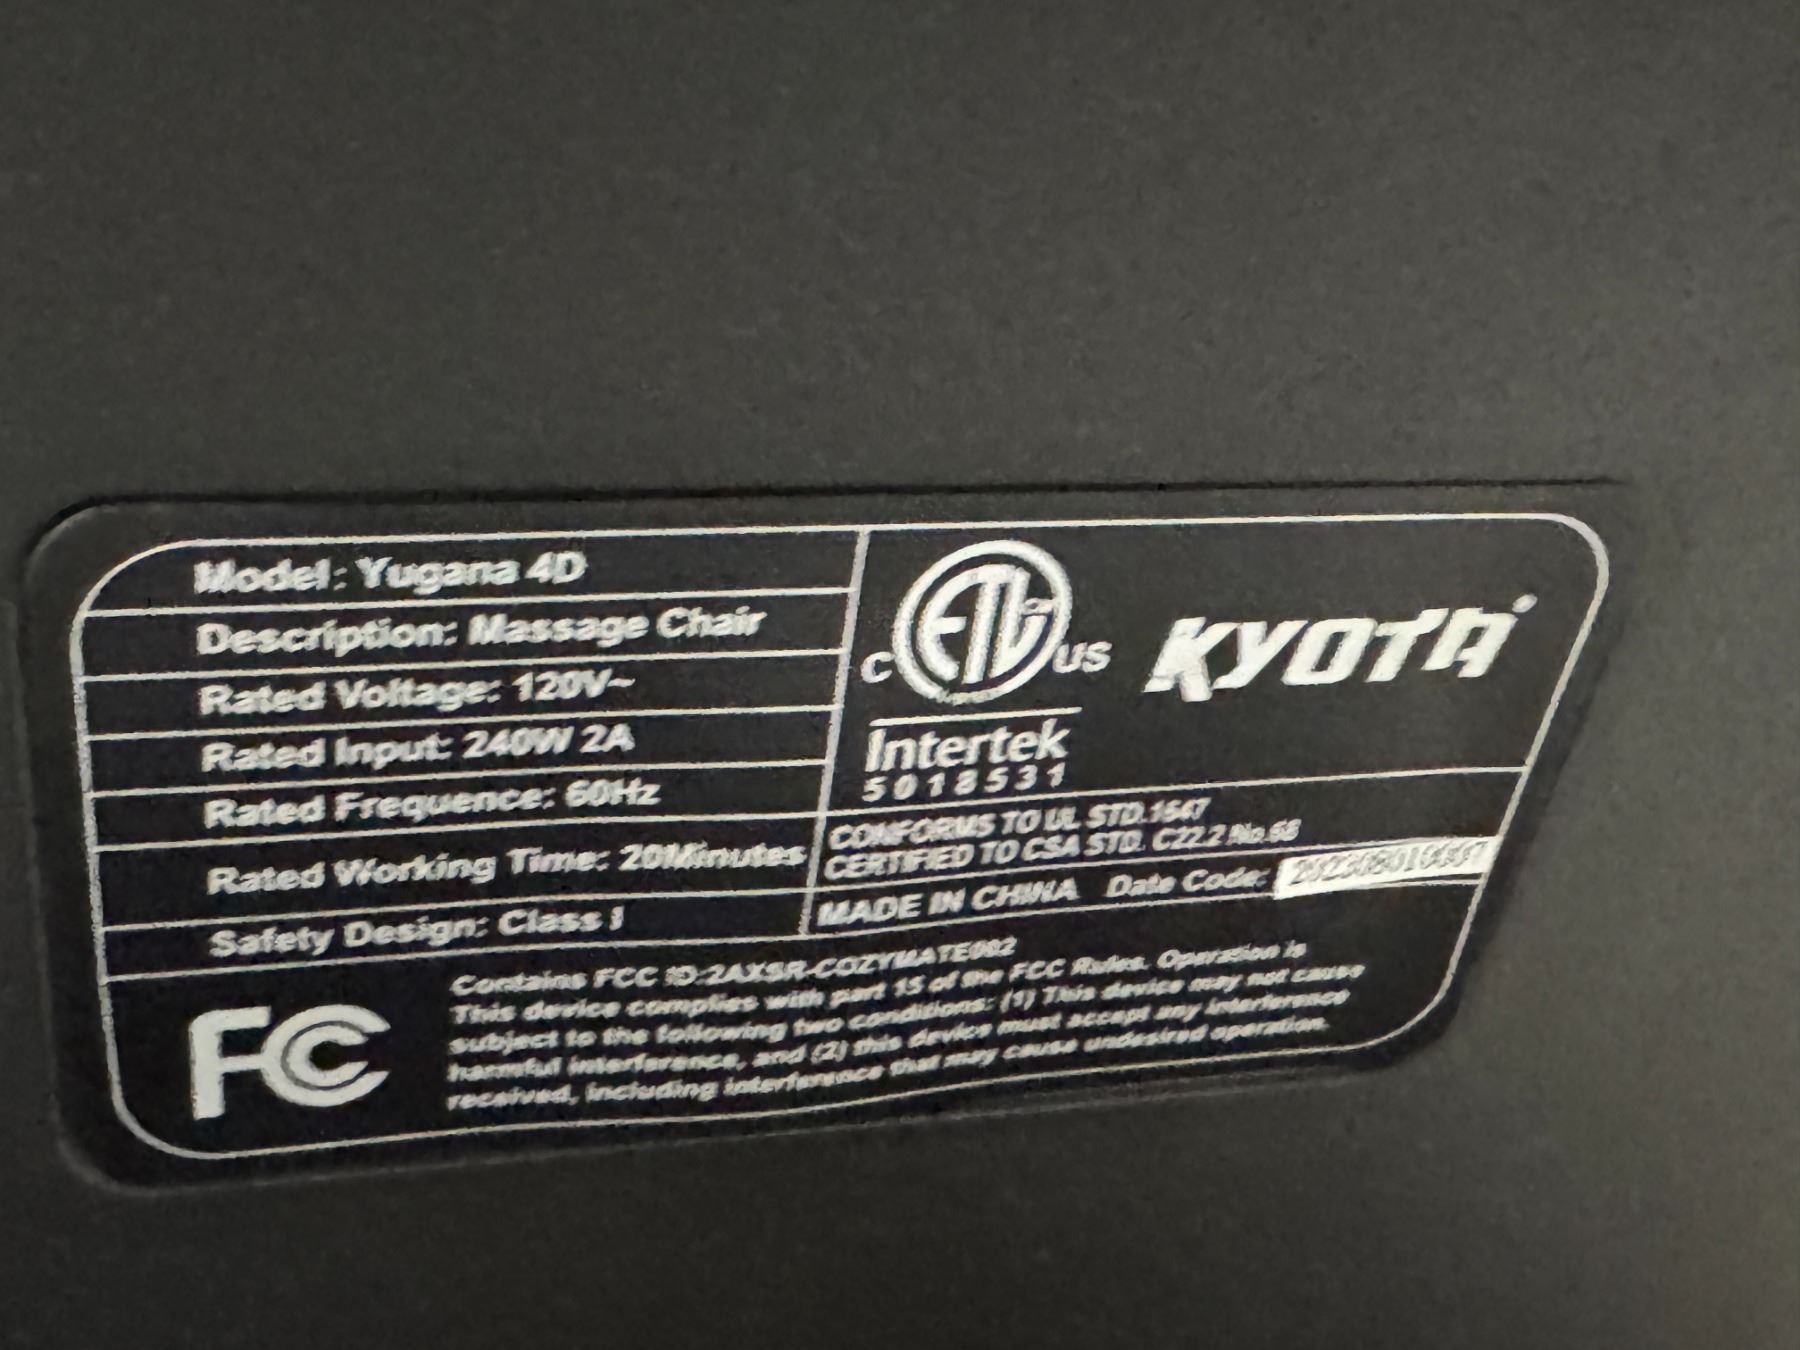 Model: Yugana 4D
Description: Massage Chair
Rated Voltage: 120V~
Rated Input: 240W 2A
Rated Frequence: 60Hz
Rated Working Time: 20Minutes
Safety Design: Class I
ETL
C US
Intertek
5018531
KYOTA
CONFORMS TO UL STD.1647
CERTIFIED TO CSA STD. C22.2 No.68
MADE IN CHINA Date Code:
FC
Contains FCC ID:2AXSR-COZYMATE002
This device complies with part 15 of the FCC Rules. Operation is
subject to the following two conditions: (1) This device may not cause
harmful interference, and (2) this device must accept any interference
received, including interference that may cause undesired operation.